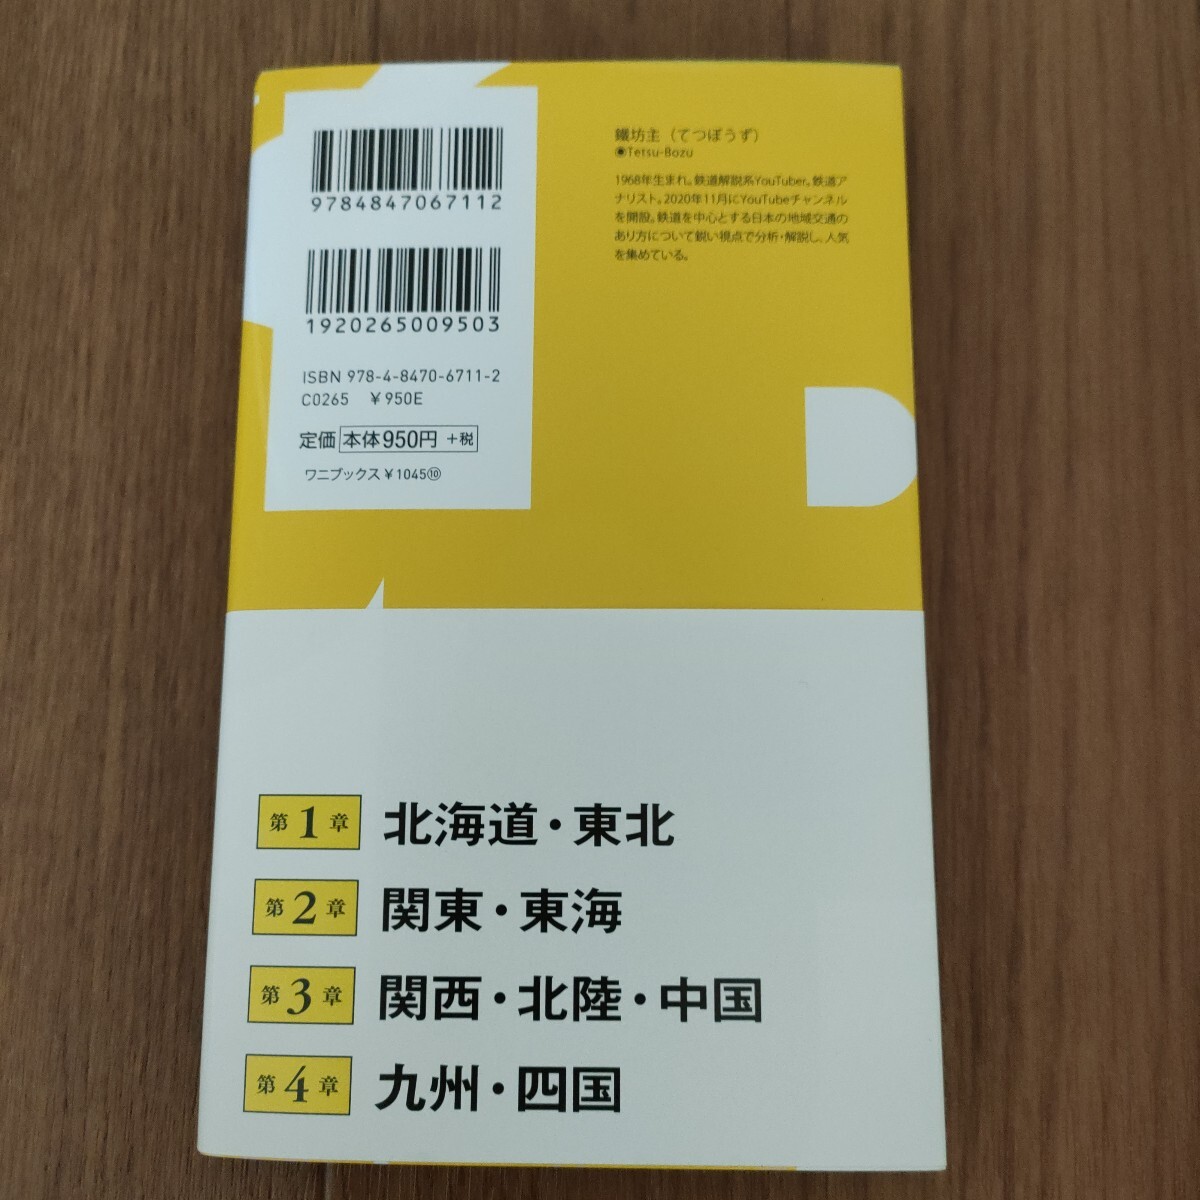 9784847067112
1920265009503
ISBN 978-4-8470-6711-2
C0265 ¥950E
定価 本体950円 +税
ワニブックス¥1045⑩
鐵坊主(てつぼうず)
◉Tetsu-Bozu
1968年生まれ。鉄道解説系YouTuber。鉄道ア
ナリスト。2020年11月にYouTubeチャンネル
を開設。鉄道を中心とする日本の地域交通の
あり方について鋭い視点で分析・解説し、人気
を集めている。
第1章 北海道・東北
第2章 関東・東海
第3章 関西・北陸・中国
第4章 九州・四国